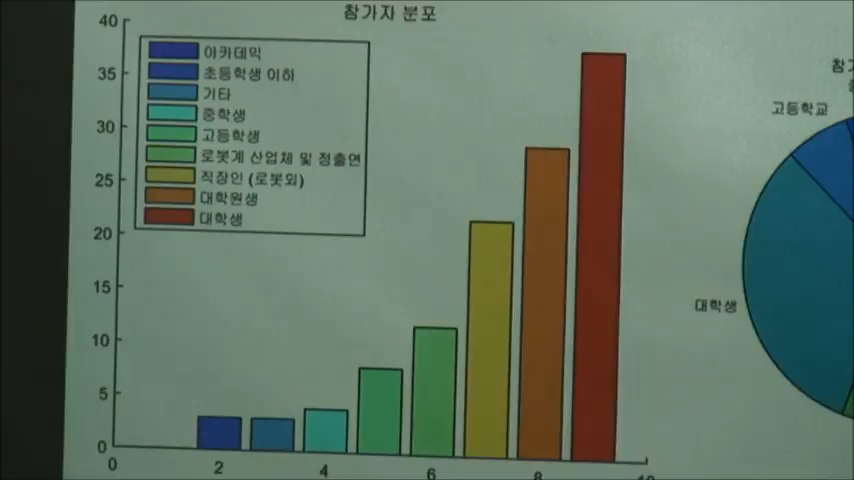 참가자 분포
40
35
30
25
20
15
10
5
0
아카데믹
초등학생 이하
기타
중학생
고등학생
로봇계 산업체 및 정출연
직장인 (로봇외)
대학원생
대학생
0
2
4
6
8
10
고등학교
대학생